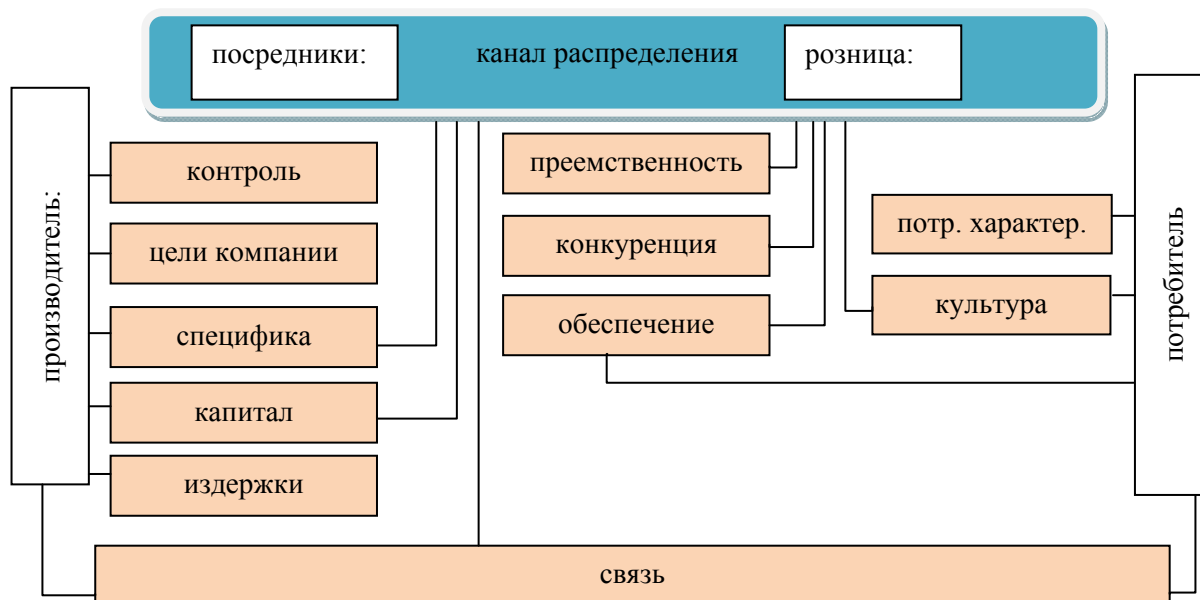 посредники:
канал распределения
розница:
производитель:
контроль
цели компании
специфика
капитал
издержки
преемственность
конкуренция
обеспечение
потр. характер.
культура
потребитель
связь